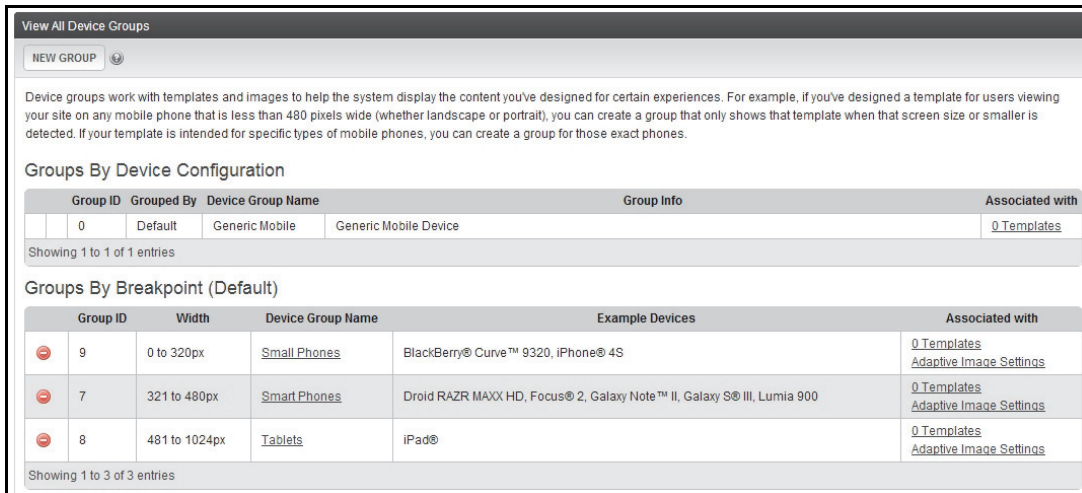 View All Device Groups
NEW GROUP
Device groups work with templates and images to help the system display the content you've designed for certain experiences. For example, if you've designed a template for users viewing
your site on any mobile phone that is less than 480 pixels wide (whether landscape or portrait), you can create a group that only shows that template when that screen size or smaller is
detected. If your template is intended for specific types of mobile phones, you can create a group for those exact phones.
Groups By Device Configuration
Group ID Grouped By Device Group Name Group Info Associated with
0 Default Generic Mobile Generic Mobile Device 0 Templates
Showing 1 to 1 of 1 entries
Groups By Breakpoint (Default)
Group ID Width Device Group Name Example Devices Associated with
9 0 to 320px Small Phones BlackBerry® Curve™ 9320, iPhone® 4S 0 Templates
Adaptive Image Settings
7 321 to 480px Smart Phones Droid RAZR MAXX HD, Focus® 2, Galaxy Note™ II, Galaxy S® III, Lumia 900 0 Templates
Adaptive Image Settings
8 481 to 1024px Tablets iPad® 0 Templates
Adaptive Image Settings
Showing 1 to 3 of 3 entries